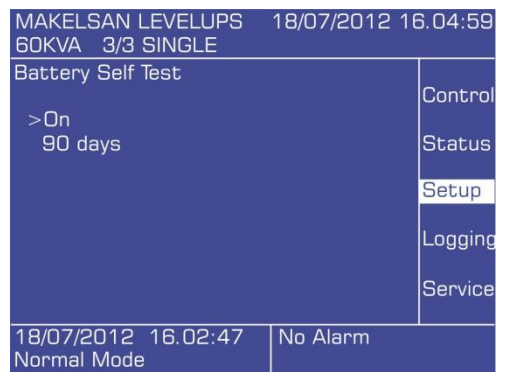 MAKELSAN LEVELUPS 18/07/2012 16.04:59
60KVA 3/3 SINGLE
Battery Self Test
>On
90 days
Control
Status
Setup
Logging
Service
18/07/2012 16.02:47 No Alarm
Normal Mode